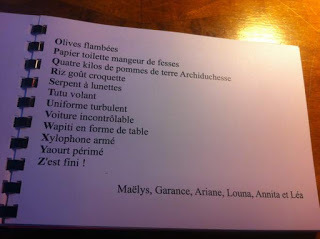 Olives flambées
Papier toilette mangeur de fesses
Quatre kilos de pommes de terre Archiduchesse
Riz goût croquette
Serpent à lunettes
Tutu volant
Uniforme turbulent
Voiture incontrôlable
Wapiti en forme de table
Xylophone armé
Yaourt périmé
Z'est fini !
Maëlys, Garance, Ariane, Louna, Annita et Léa